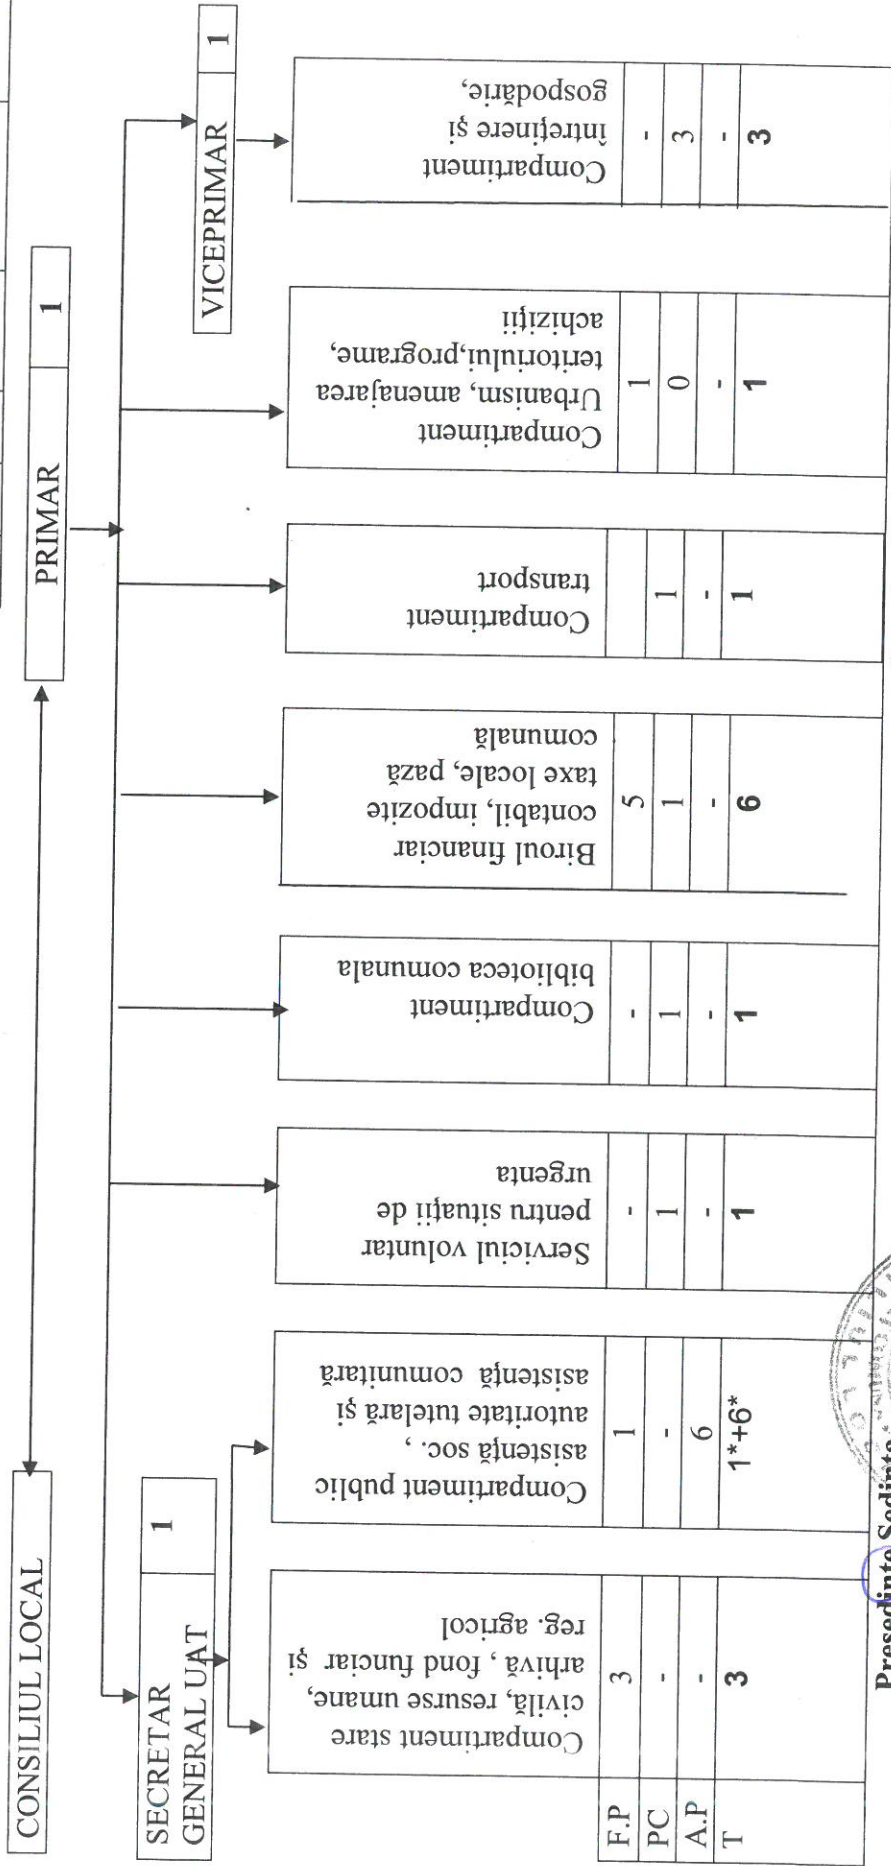 CONSILIUL LOCAL
PRIMAR 1
SECRETAR
GENERAL UAT 1
VICEPRIMAR 1
Compartiment stare
civilă, resurse umane,
arhivă , fond funciar și
reg. agricol
Compartiment public
asistență soc. ,
autoritate tutelară și
asistență comunitară
Serviciul voluntar
pentru situații de
urgenta
Compartiment
biblioteca comunala
Biroul financiar
contabil, impozite
taxe locale, pază
comunală
Compartiment
transport
Compartiment
Urbanism, amenajarea
teritoriului,programe,
achiziții
Compartiment
întreținere și
gospodărie,
F.P 3 1 - - 5 1 -
PC - - 1 1 1 1 0 3
A.P - 6 - - - - - -
T 3 1*+6* 1 1 6 1 1 3
Presedinte Sedinta